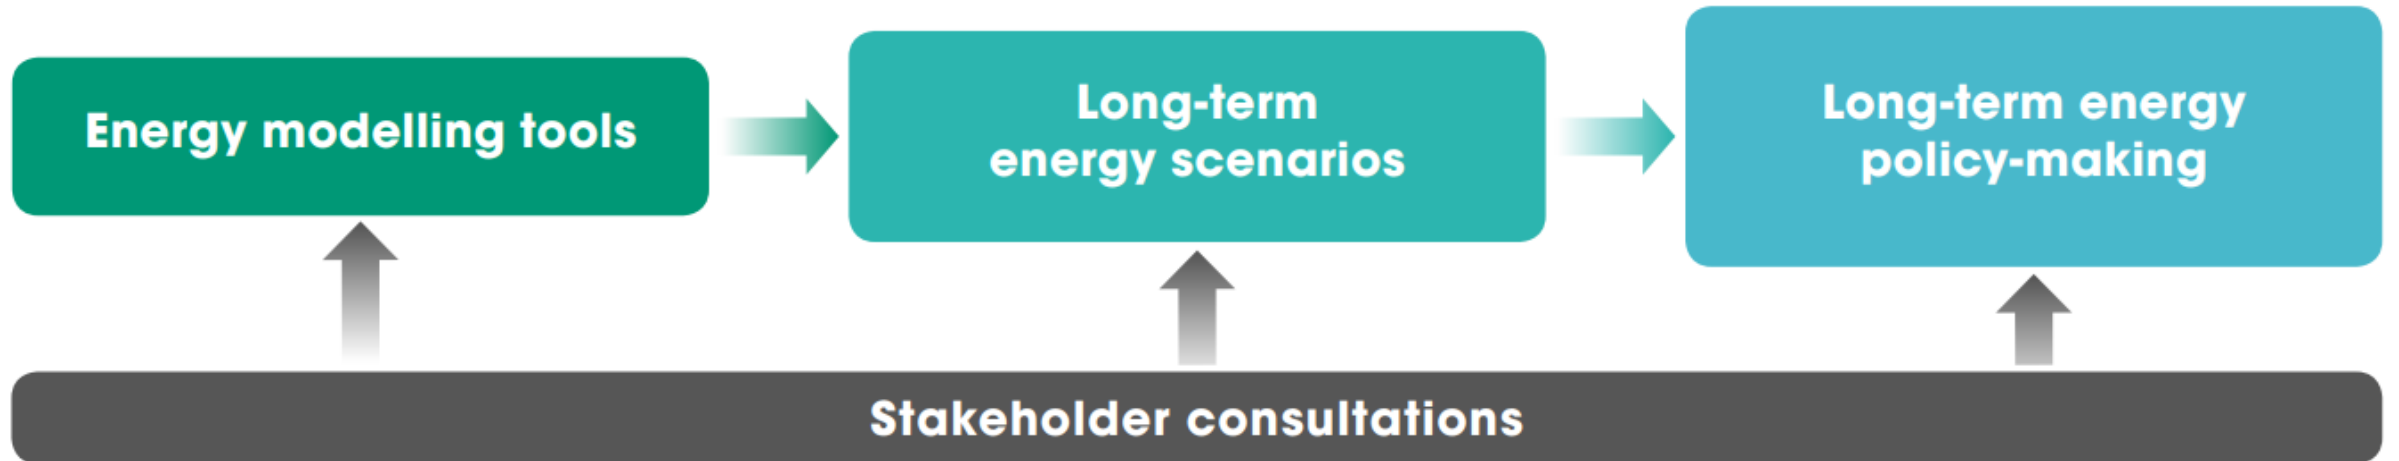 Energy modelling tools
Long-term
energy scenarios
Long-term energy
policy-making
Stakeholder consultations